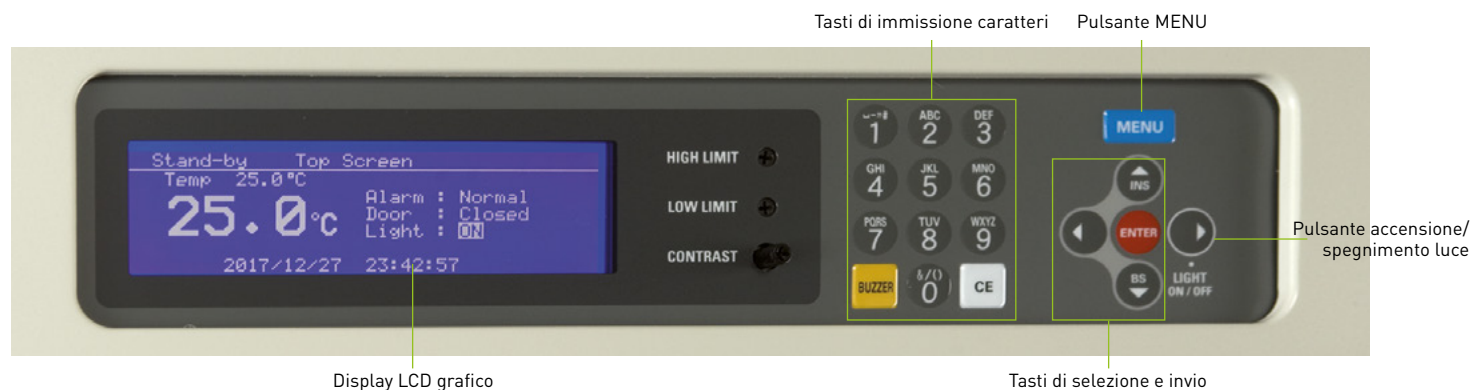 Tasti di immissione caratteri
Pulsante MENU
Stand-by Top Screen
Temp 25.0°C
25.0°C
Alarm : Normal
Door : Closed
Light : ON
2017/12/27 23:42:57
HIGH LIMIT
LOW LIMIT
CONTRAST
1
ABC
2
DEF
3
GHI
4
JKL
5
MNO
6
PQRS
7
TUV
8
WXYZ
9
BUZZER
&/()
0
CE
MENU
INS
ENTER
BS
LIGHT
ON / OFF
Pulsante accensione/
spegnimento luce
Display LCD grafico
Tasti di selezione e invio